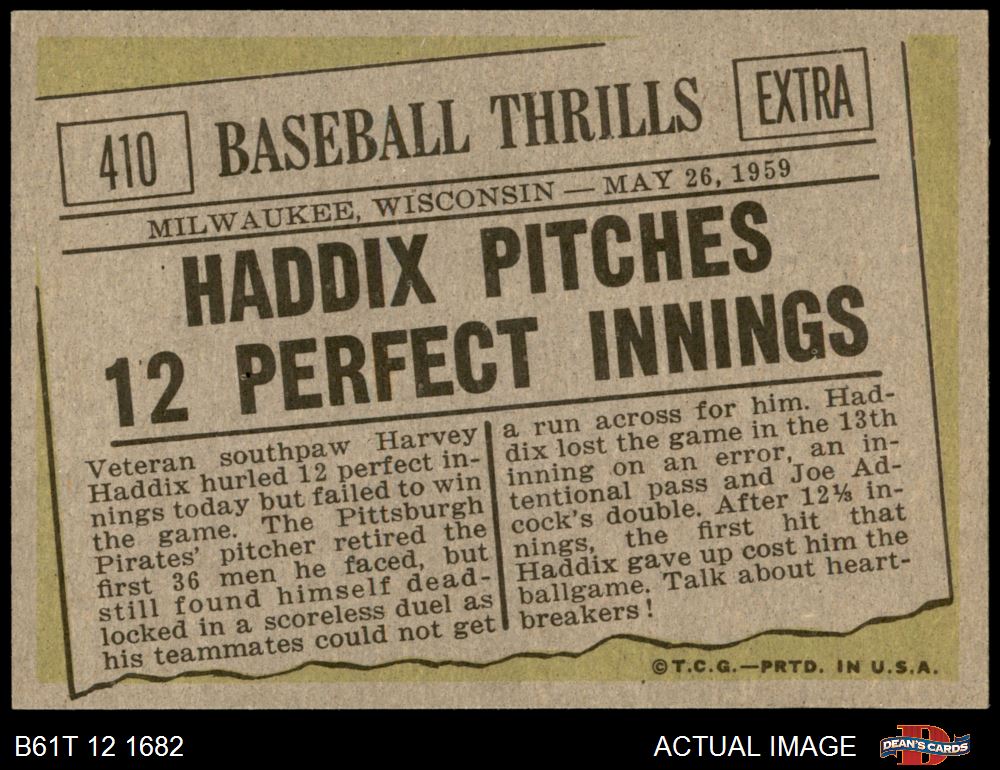 410
BASEBALL THRILLS
EXTRA
MILWAUKEE, WISCONSIN — MAY 26, 1959
HADDIX PITCHES
12 PERFECT INNINGS
Veteran southpaw Harvey
Haddix hurled 12 perfect in-
nings today but failed to win
the game. The Pittsburgh
Pirates' pitcher retired the
first 36 men he faced, but
still found himself dead-
locked in a scoreless duel as
his teammates could not get
a run across for him. Had-
dix lost the game in the 13th
inning on an error, an in-
tentional pass and Joe Ad-
cock's double. After 12⅓ in-
nings, the first hit that
Haddix gave up cost him the
ballgame. Talk about heart-
breakers!
©T.C.G.—PRTD. IN U.S.A.
B61T 12 1682
ACTUAL IMAGE
D
DEAN'S CARDS